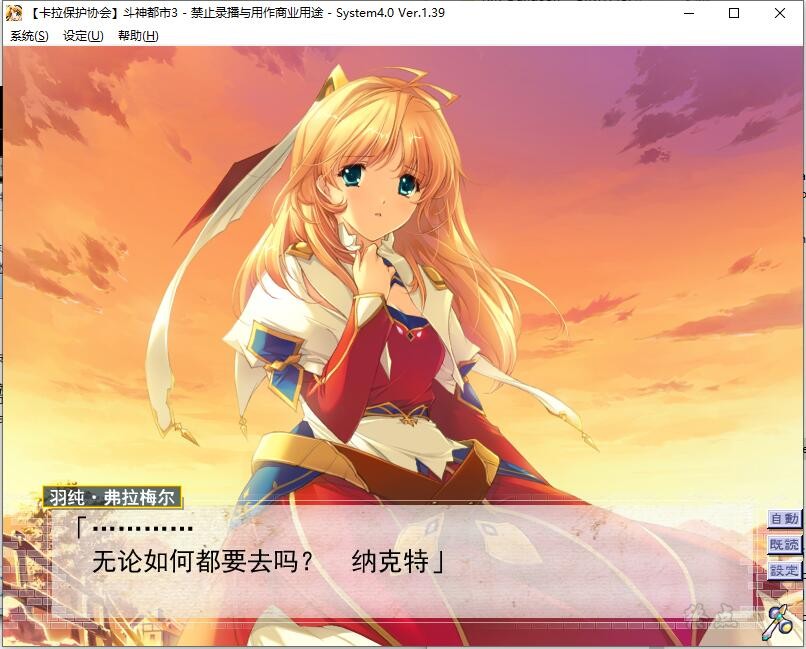 【卡拉保护协会】斗神都市3 - 禁止录播与用作商业用途 - System4.0 Ver.1.39
系统(S) 设定(U) 帮助(H)
羽纯・弗拉梅尔
「…………
无论如何都要去吗？　纳克特」
自動
既読
設定